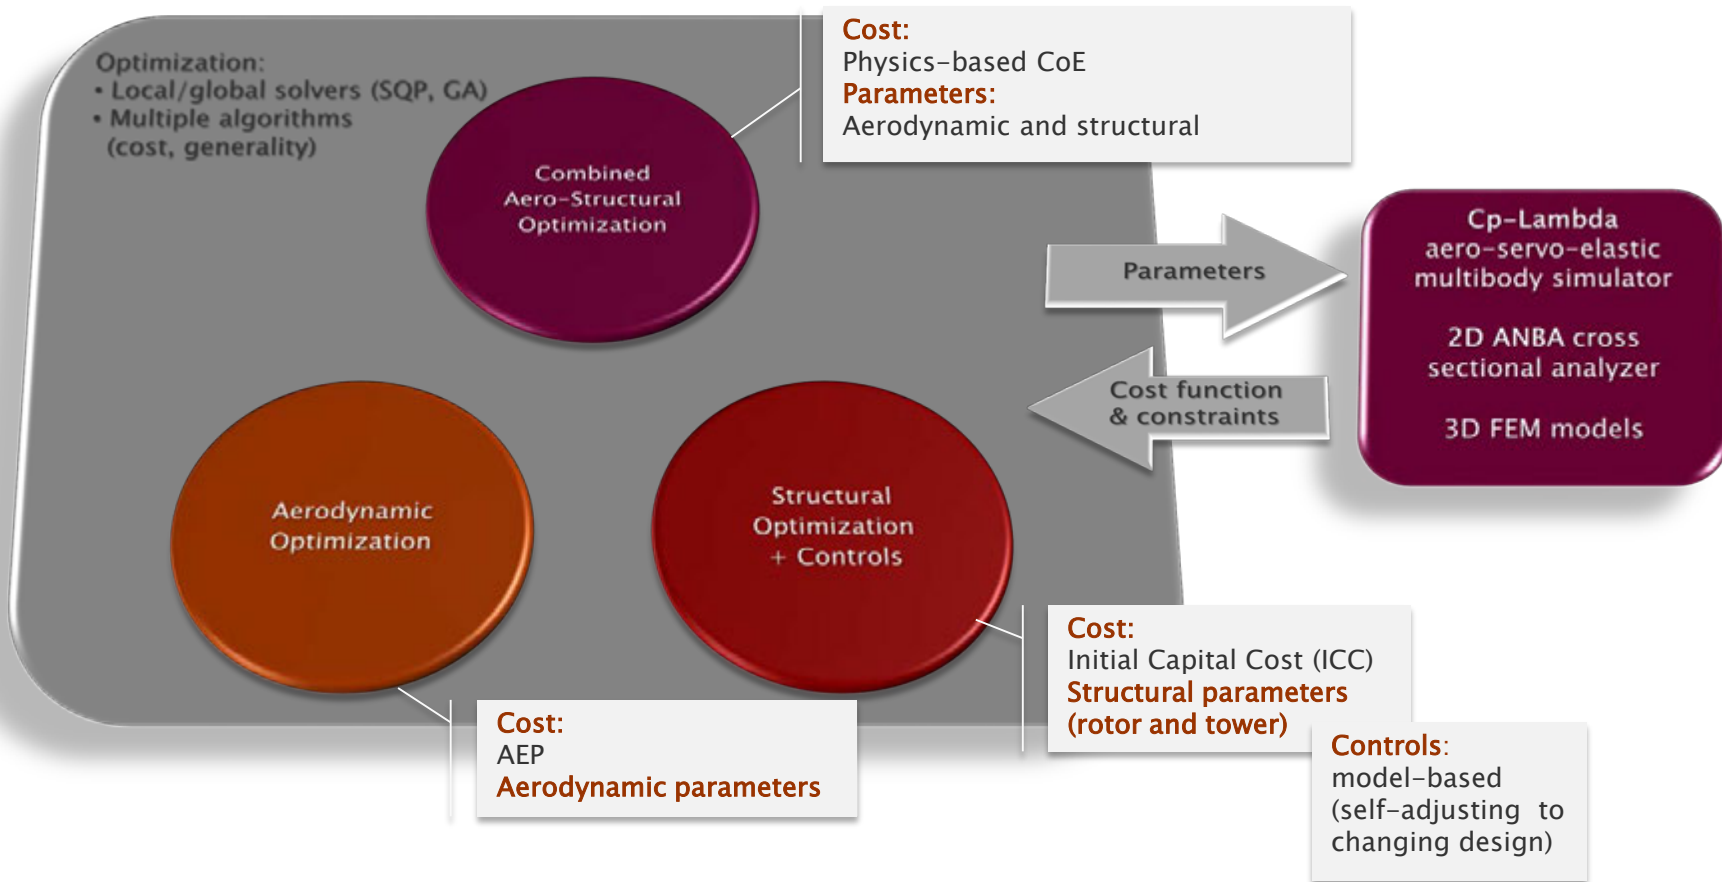 Optimization:
• Local/global solvers (SQP, GA)
• Multiple algorithms
(cost, generality)
Cost:
Physics-based CoE
Parameters:
Aerodynamic and structural
Combined
Aero-Structural
Optimization
Parameters
Cost function
& constraints
Cp-Lambda
aero-servo-elastic
multibody simulator
2D ANBA cross
sectional analyzer
3D FEM models
Aerodynamic
Optimization
Structural
Optimization
+ Controls
Cost:
AEP
Aerodynamic parameters
Cost:
Initial Capital Cost (ICC)
Structural parameters
(rotor and tower)
Controls:
model-based
(self-adjusting to
changing design)